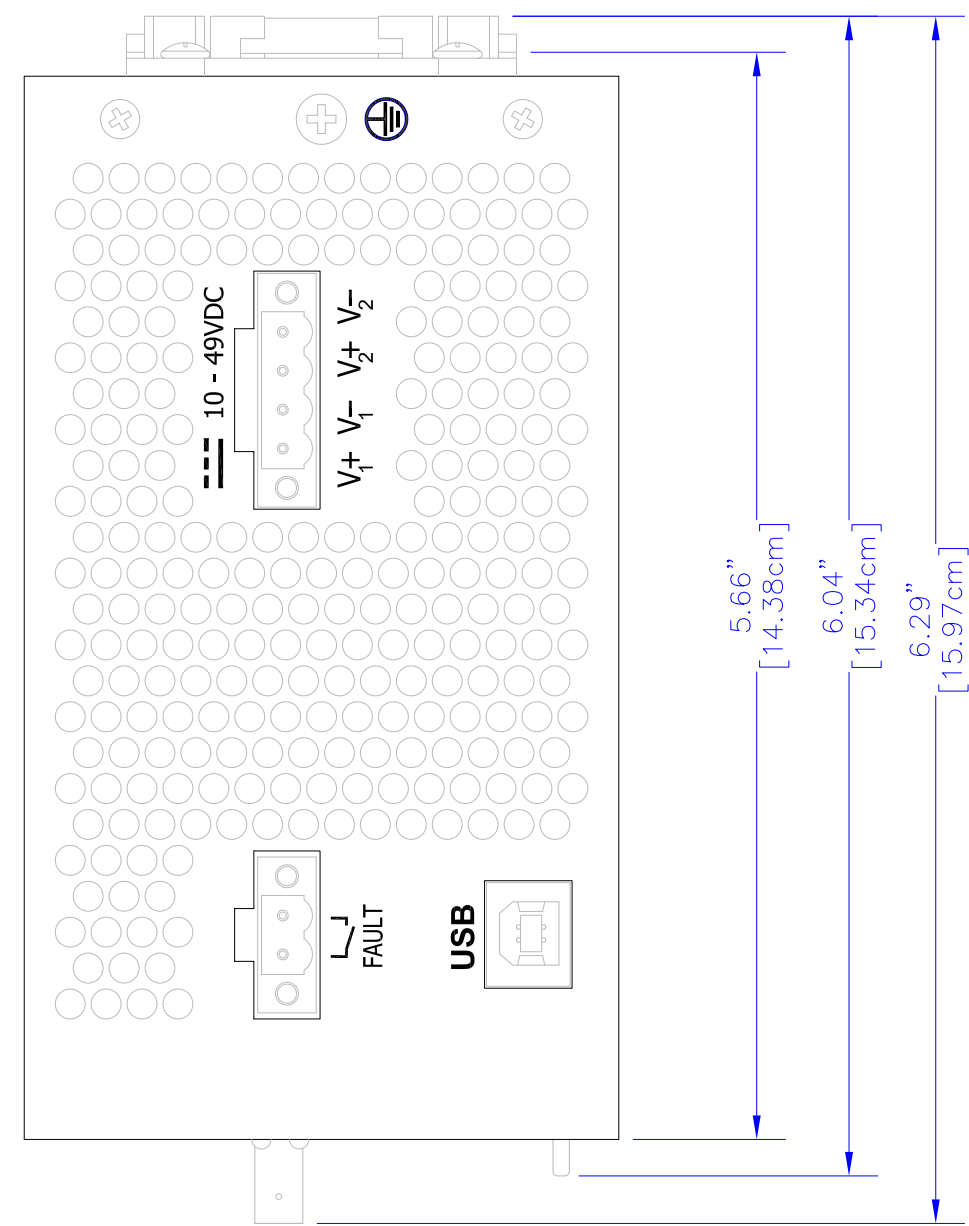 10 - 49VDC
V1+ V1− V2+ V2−
FAULT
USB
5.66”
[14.38cm]
6.04”
[15.34cm]
6.29”
[15.97cm]